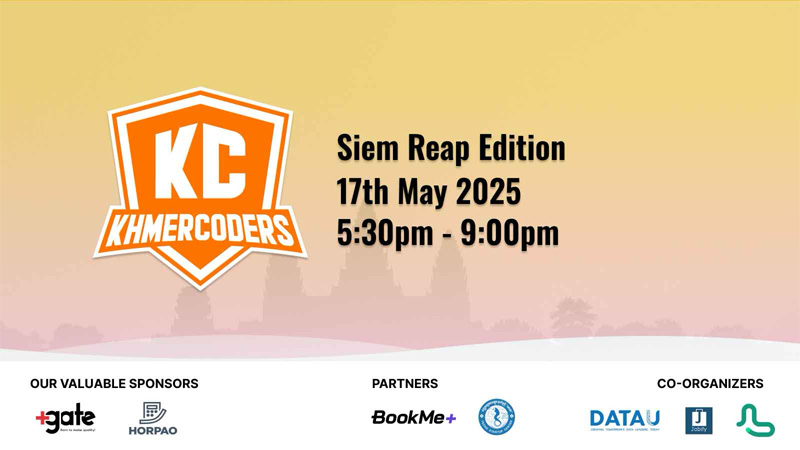 KC
KHMERCODERS
Siem Reap Edition
17th May 2025
5:30pm - 9:00pm
OUR VALUABLE SPONSORS
PARTNERS
CO-ORGANIZERS
+gate
HORPAO
BookMe+
DATAU
Jobify